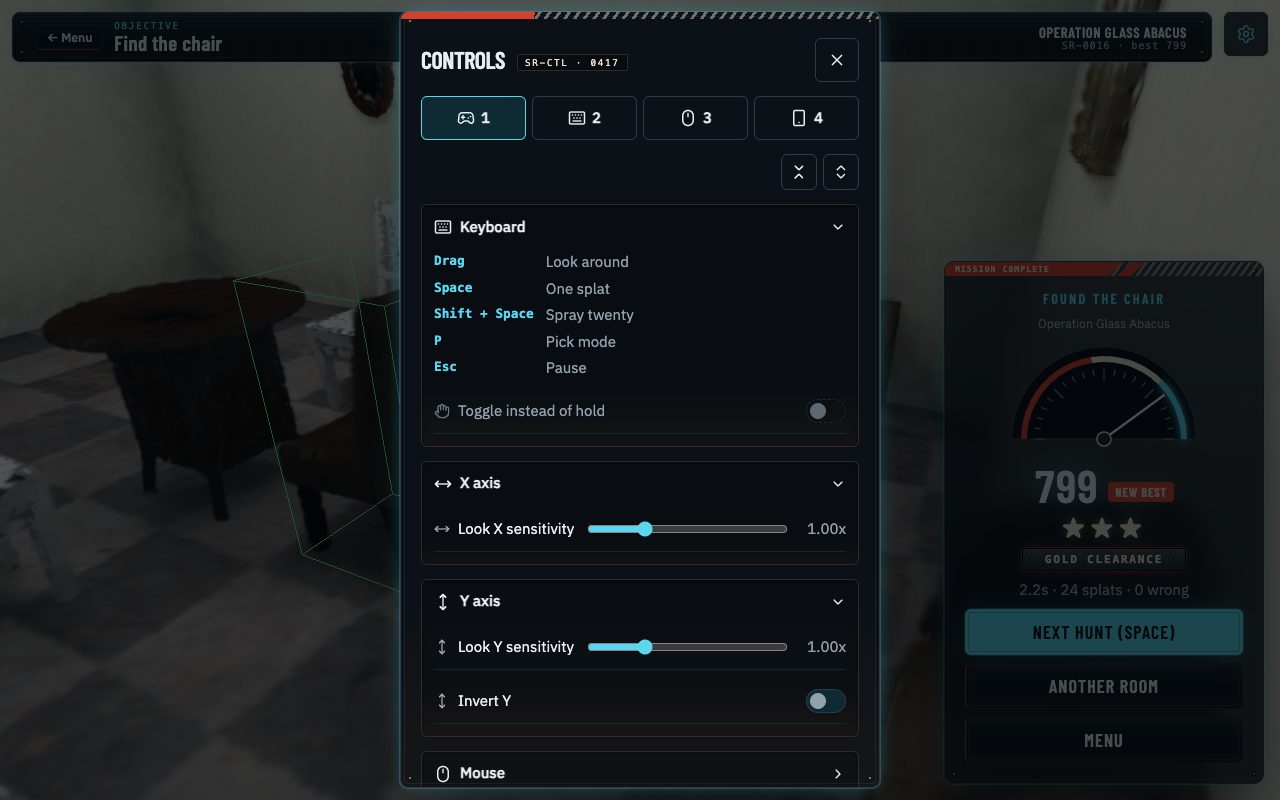 ← Menu
OBJECTIVE
Find the chair
OPERATION GLASS ABACUS
SR-0016 · best 799
CONTROLS
SR-CTL · 0417
1
2
3
4
Keyboard
Drag Look around
Space One splat
Shift + Space Spray twenty
P Pick mode
Esc Pause
Toggle instead of hold
X axis
Look X sensitivity 1.00x
Y axis
Look Y sensitivity 1.00x
Invert Y
Mouse
MISSION COMPLETE
FOUND THE CHAIR
Operation Glass Abacus
799 NEW BEST
GOLD CLEARANCE
2.2s · 24 splats · 0 wrong
NEXT HUNT (SPACE)
ANOTHER ROOM
MENU